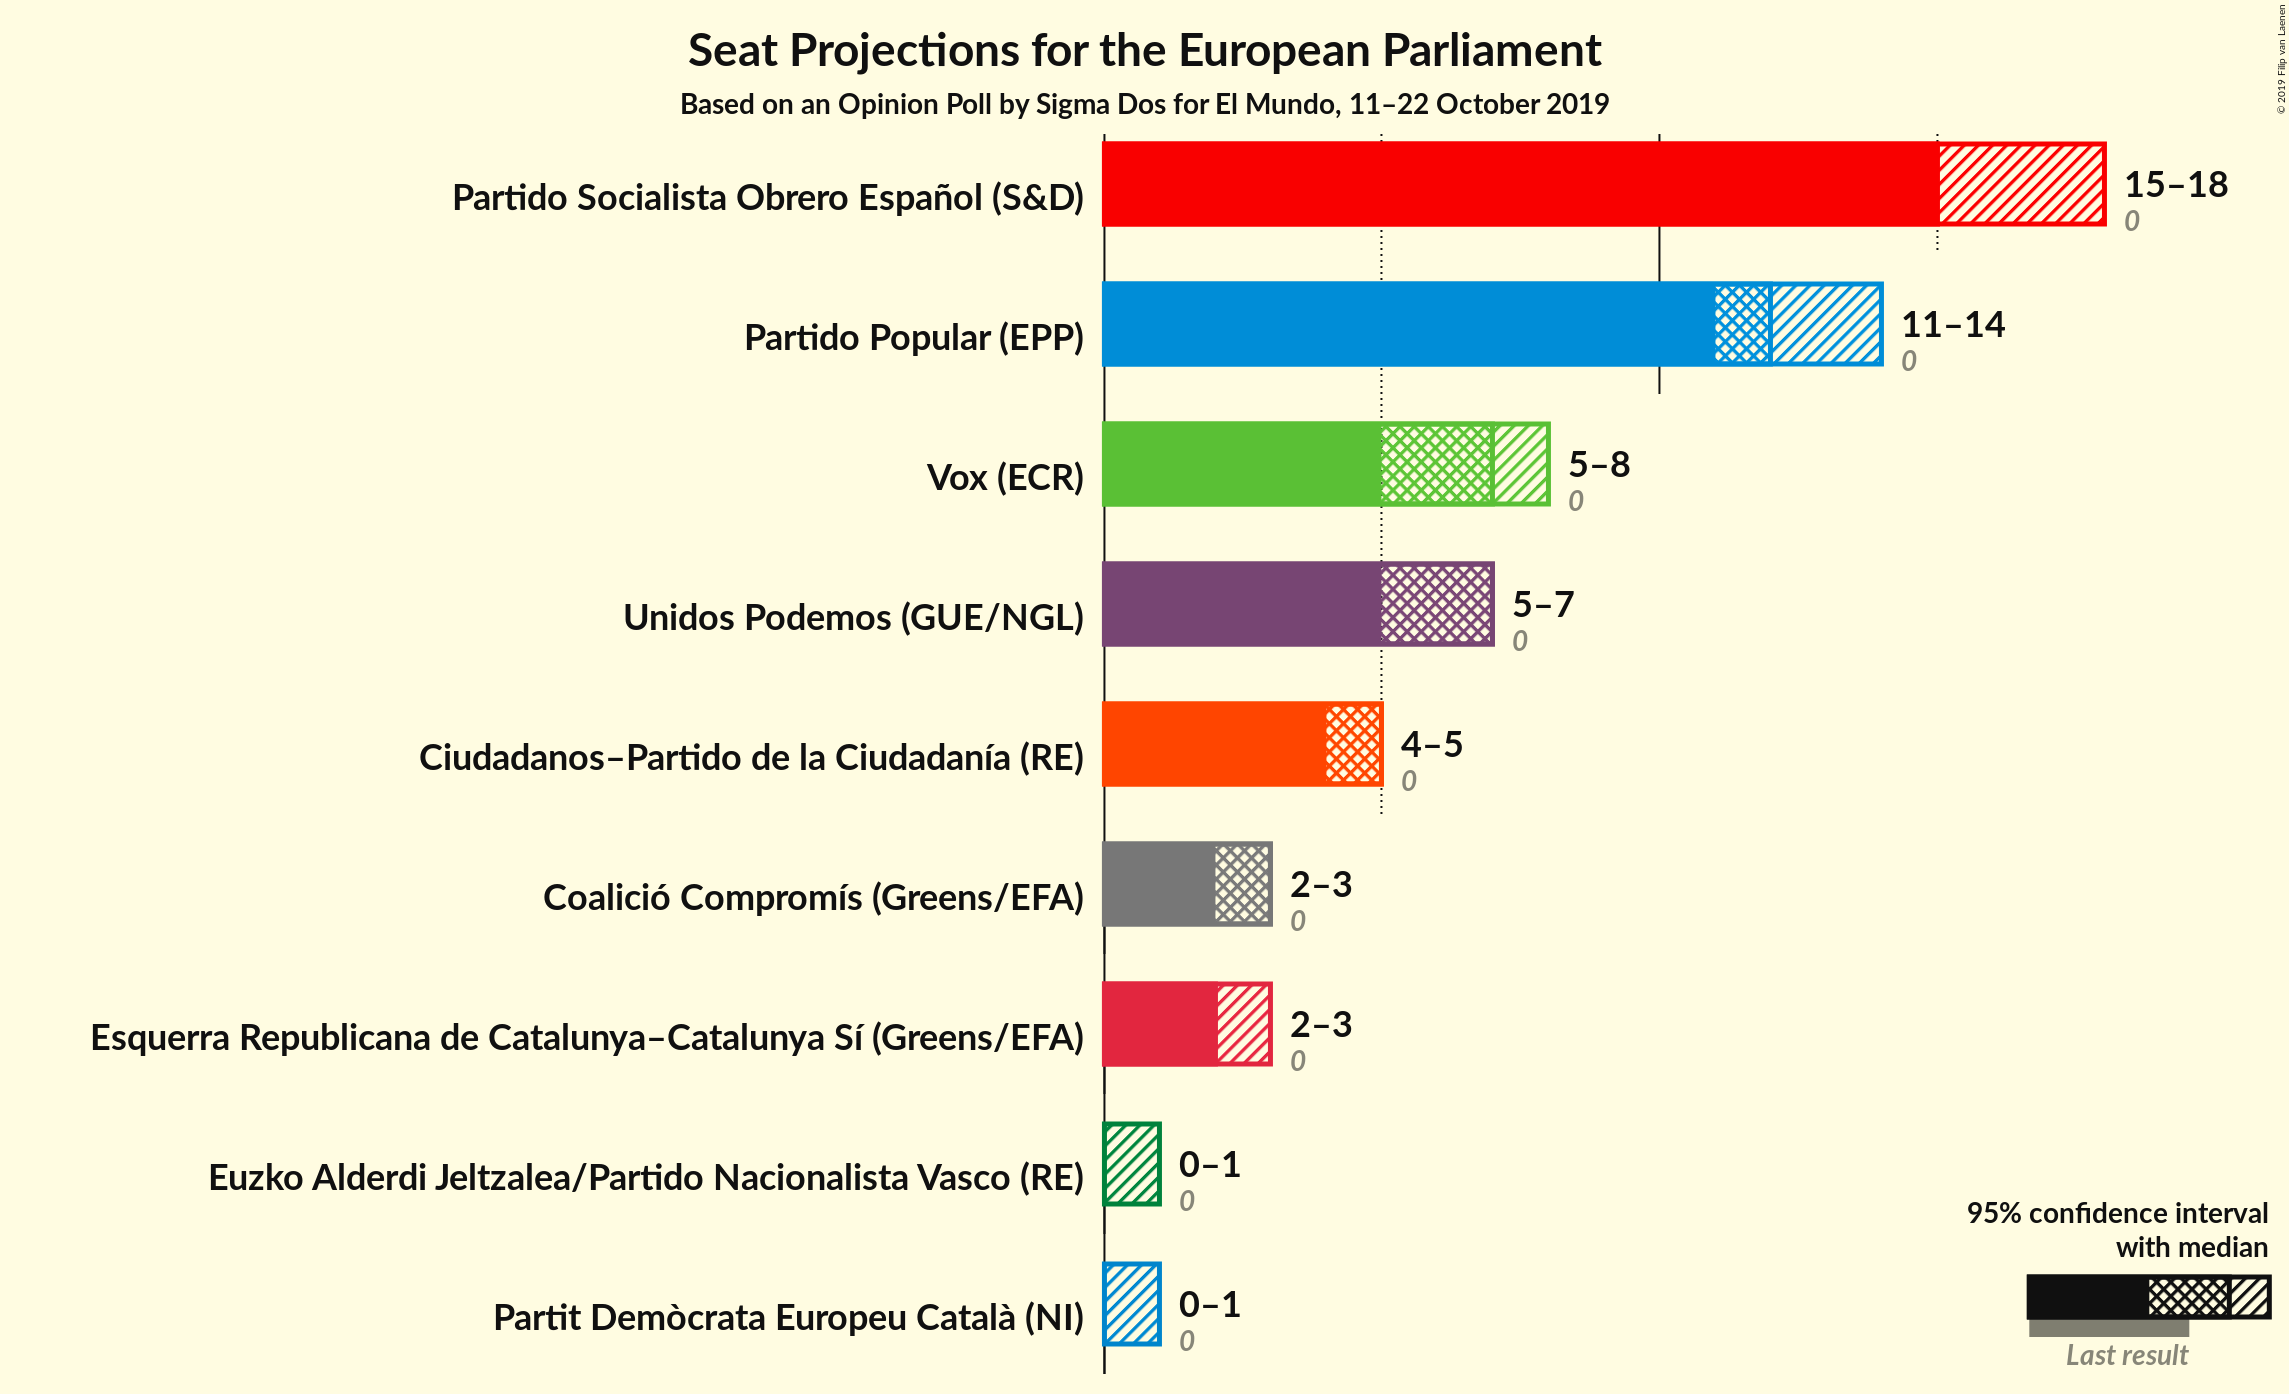 Seat Projections for the European Parliament
Based on an Opinion Poll by Sigma Dos for El Mundo, 11–22 October 2019
© 2019 Filip van Laenen
Partido Socialista Obrero Español (S&D)
15–18
0
Partido Popular (EPP)
11–14
0
Vox (ECR)
5–8
0
Unidos Podemos (GUE/NGL)
5–7
0
Ciudadanos–Partido de la Ciudadanía (RE)
4–5
0
Coalició Compromís (Greens/EFA)
2–3
0
Esquerra Republicana de Catalunya–Catalunya Sí (Greens/EFA)
2–3
0
Euzko Alderdi Jeltzalea/Partido Nacionalista Vasco (RE)
0–1
0
Partit Demòcrata Europeu Català (NI)
0–1
0
95% confidence interval
with median
Last result